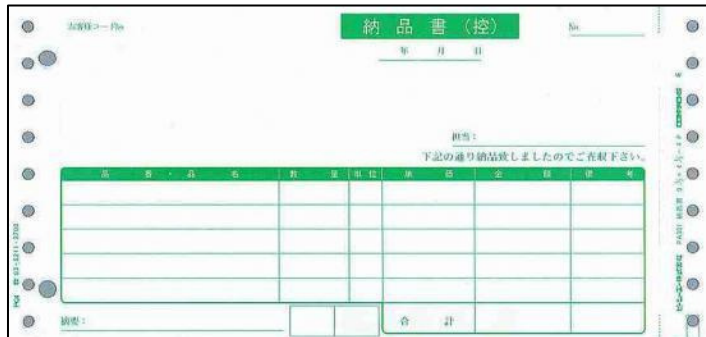 お客様コードNo
納品書（控）
No.
年 月 日
担当：
下記の通り納品致しましたのでご査収下さい。
品番・品名 数量 単位 単価 金額 備考
摘要：
合計